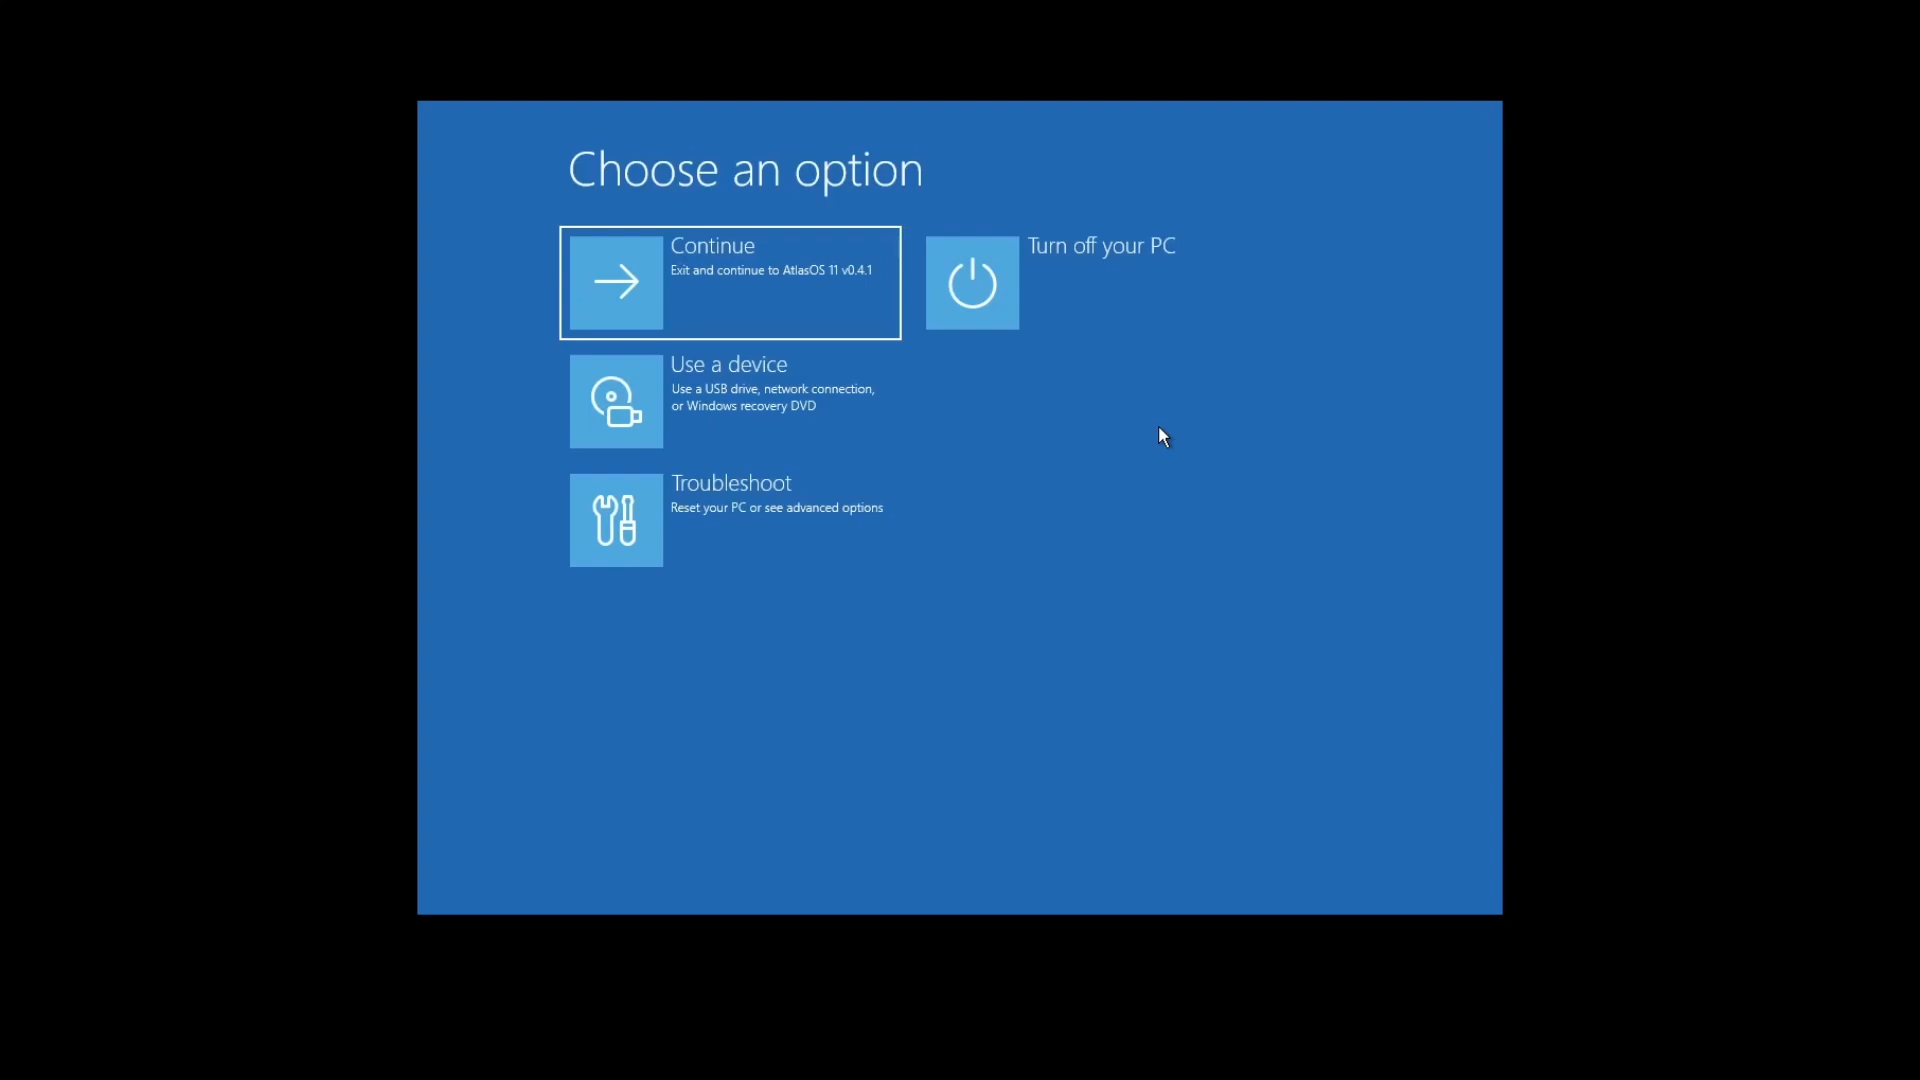 Choose an option
Continue
Exit and continue to AtlasOS 11 v0.4.1
Turn off your PC
Use a device
Use a USB drive, network connection,
or Windows recovery DVD
Troubleshoot
Reset your PC or see advanced options